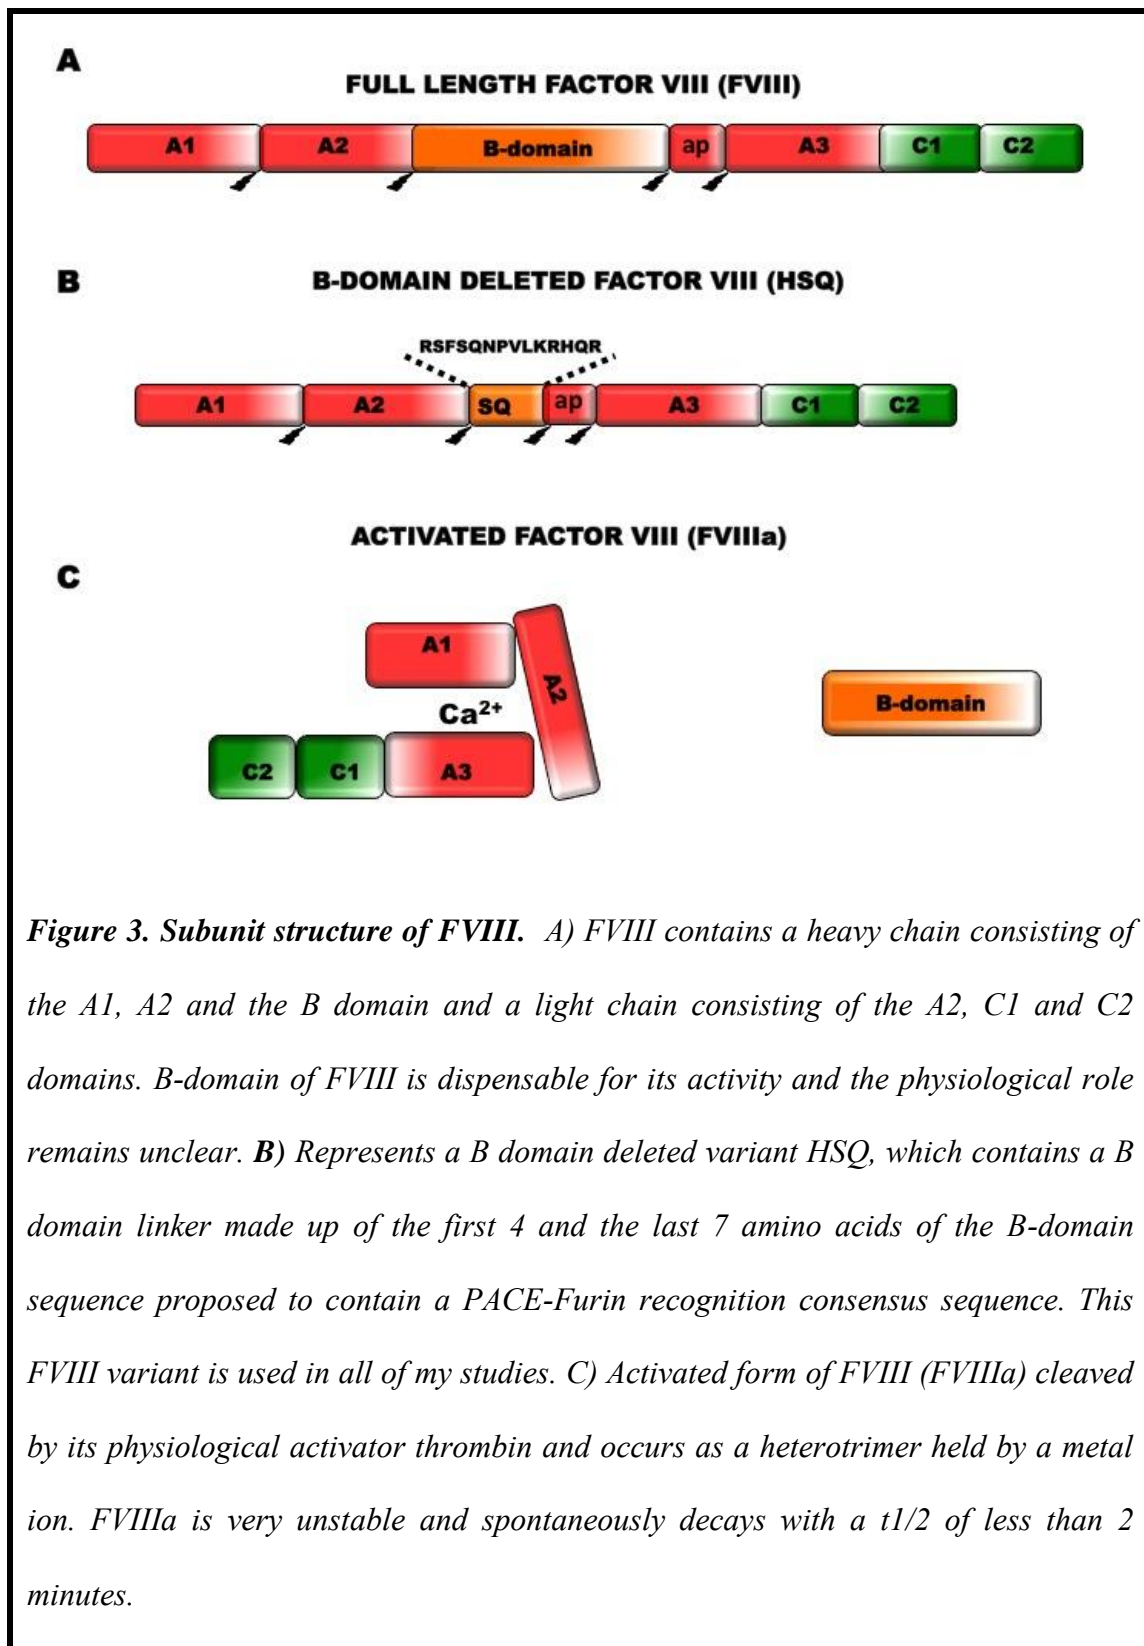 A
FULL LENGTH FACTOR VIII (FVIII)
A1 A2 B-domain ap A3 C1 C2
B
B-DOMAIN DELETED FACTOR VIII (HSQ)
RSFSQNPVLKRHQR
A1 A2 SQ ap A3 C1 C2
ACTIVATED FACTOR VIII (FVIIIa)
C
A1
A2
B-domain
Ca²⁺
C2 C1 A3
Figure 3. Subunit structure of FVIII. A) FVIII contains a heavy chain consisting of
the A1, A2 and the B domain and a light chain consisting of the A2, C1 and C2
domains. B-domain of FVIII is dispensable for its activity and the physiological role
remains unclear. B) Represents a B domain deleted variant HSQ, which contains a B
domain linker made up of the first 4 and the last 7 amino acids of the B-domain
sequence proposed to contain a PACE-Furin recognition consensus sequence. This
FVIII variant is used in all of my studies. C) Activated form of FVIII (FVIIIa) cleaved
by its physiological activator thrombin and occurs as a heterotrimer held by a metal
ion. FVIIIa is very unstable and spontaneously decays with a t1/2 of less than 2
minutes.